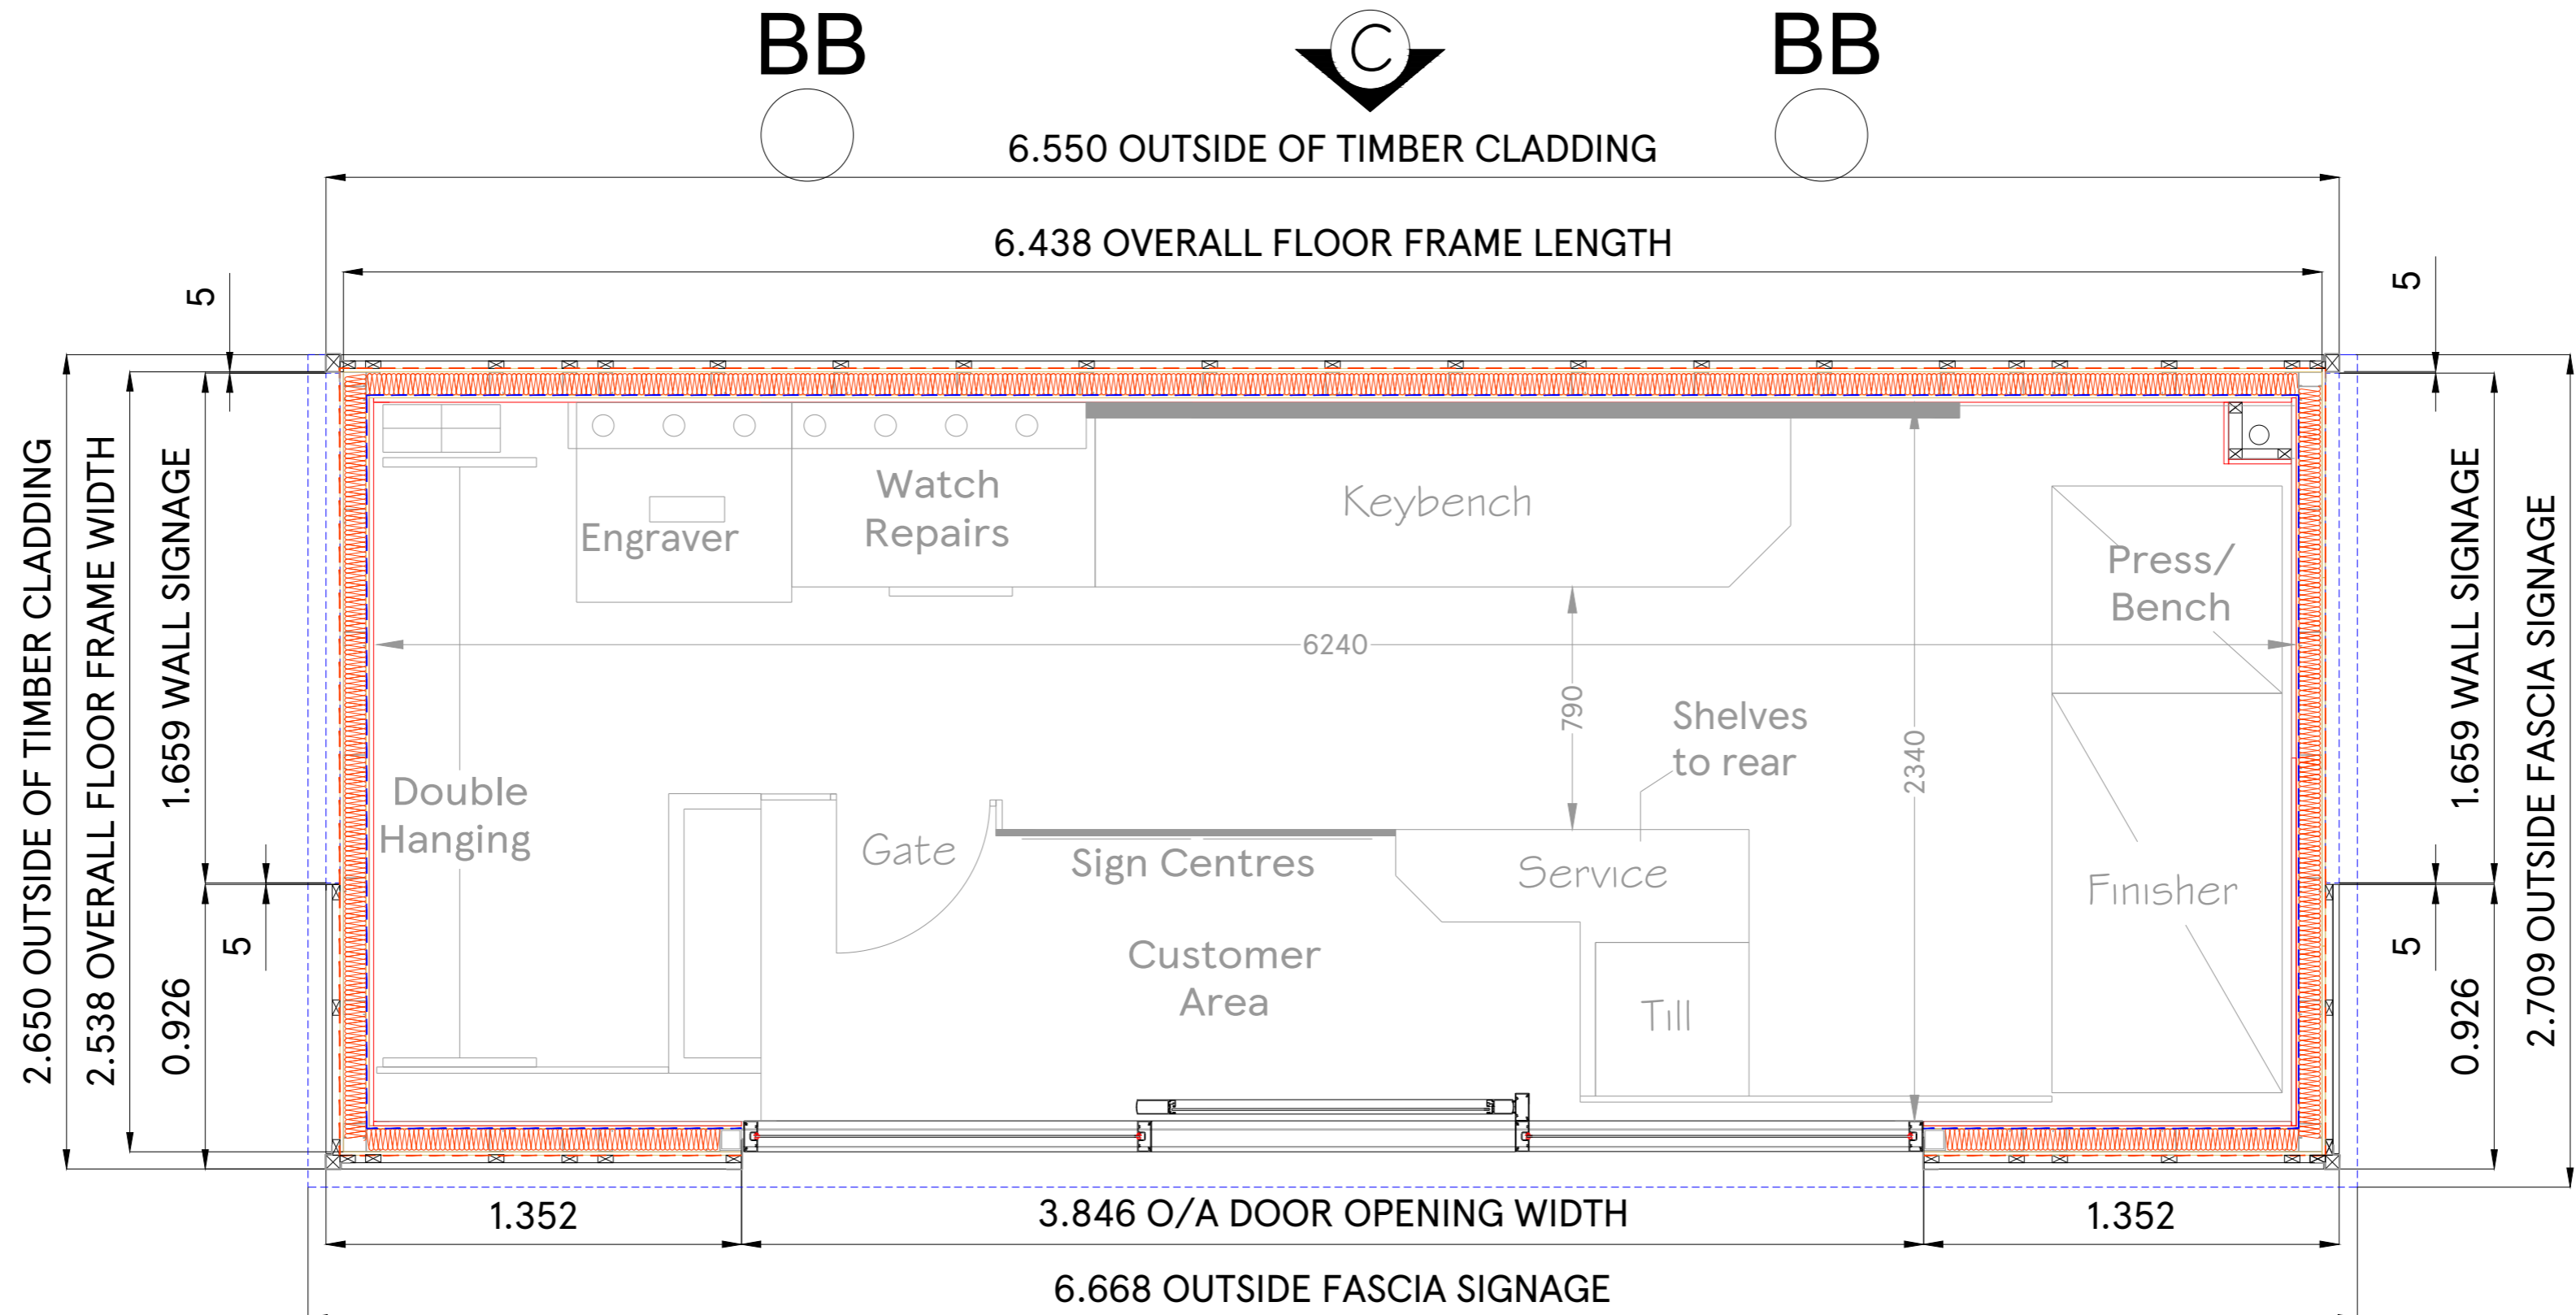 BB
C
BB
6.550 OUTSIDE OF TIMBER CLADDING
6.438 OVERALL FLOOR FRAME LENGTH
5
5
2.650 OUTSIDE OF TIMBER CLADDING
2.538 OVERALL FLOOR FRAME WIDTH
1.659 WALL SIGNAGE
5
0.926
Engraver
Watch
Repairs
Keybench
Press/
Bench
6240
790
Shelves
to rear
2340
Double
Hanging
Gate
Sign Centres
Service
Finisher
Customer
Area
Till
1.659 WALL SIGNAGE
5
0.926
2.709 OUTSIDE FASCIA SIGNAGE
1.352
3.846 O/A DOOR OPENING WIDTH
1.352
6.668 OUTSIDE FASCIA SIGNAGE